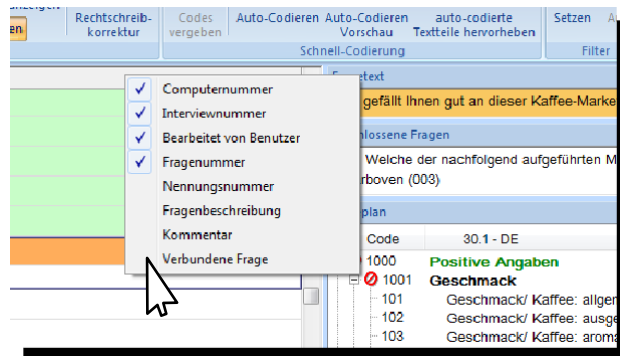 Rechtschreib-
korrektur
Codes
vergeben
Auto-Codieren
Auto-Codieren
Vorschau
auto-codierte
Textteile hervorheben
Setzen
Schnell-Codierung
Filter
Computernummer
Interviewnummer
Bearbeitet von Benutzer
Fragenummer
Nennungsnummer
Fragenbeschreibung
Kommentar
Verbundene Frage
gefällt Ihnen gut an dieser Kaffee-Marke
Fragen
Welche der nachfolgend aufgeführten M
rboven (003)
plan
Code 30.1 - DE
1000 Positive Angaben
1001 Geschmack
101 Geschmack/ Kaffee: allgem
102 Geschmack/ Kaffee: ausge
103 Geschmack/ Kaffee: aroma